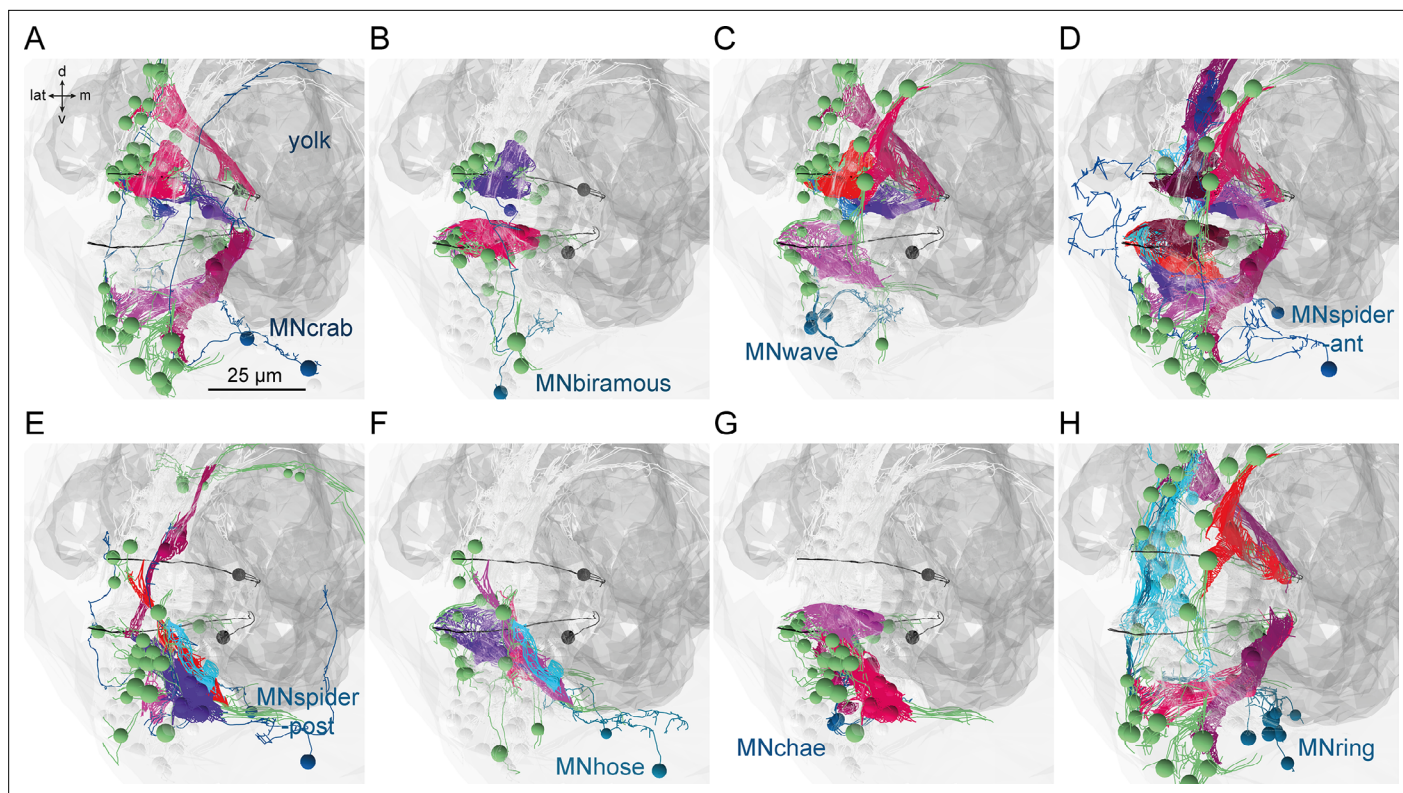 A
B
C
D
d
lat
m
v
yolk
MNcrab
25 µm
MNbiramous
MNwave
MNspider
-ant
E
F
G
H
MNspider
-post
MNhose
MNchae
MNring